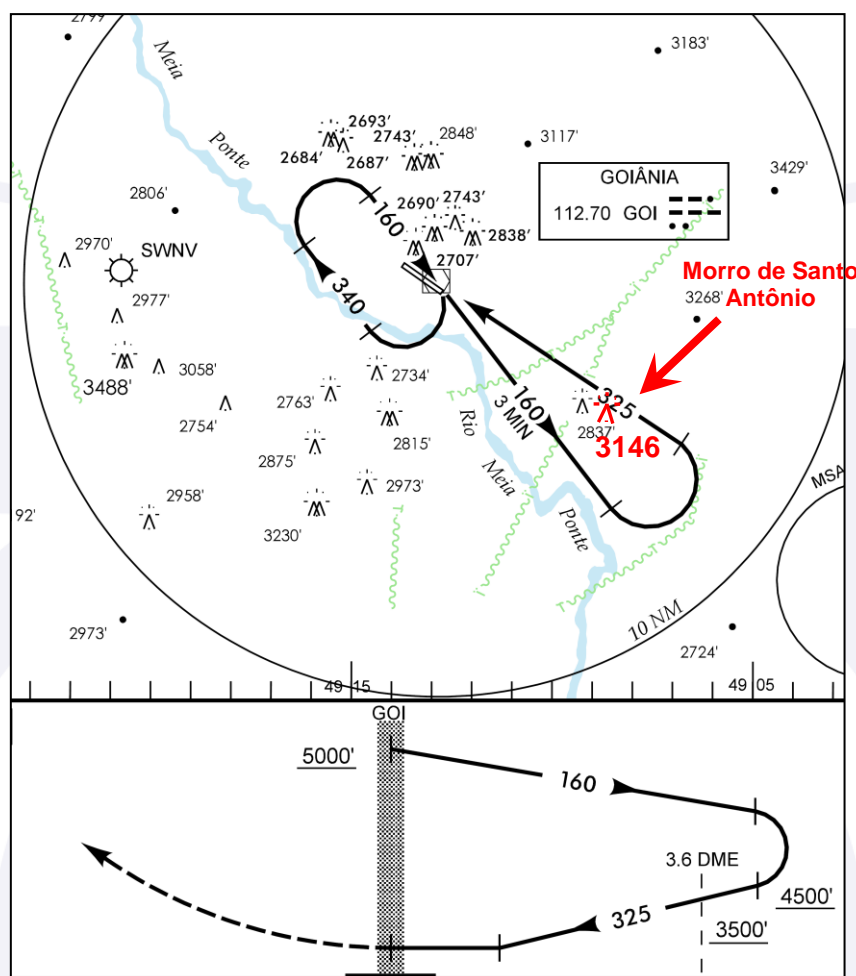 2799
3183'
Meia
Ponte
2693'
2743'
2848'
2684'
2687'
3117'
GOIÂNIA
112.70 GOI
3429'
2806'
2690'
2743'
160
2838'
2970'
SWNV
2707'
Morro de Santo
Antônio
3268'
2977'
340
3058'
3488'
2734'
2763'
160
3 MIN
325
2754'
2837'
2815'
3146
2875'
Rio
Meia
Ponte
2973'
2958'
3230'
MSA
92'
2973'
10 NM
2724'
49 15
49 05
GOI
5000'
160
3.6 DME
4500'
325
3500'